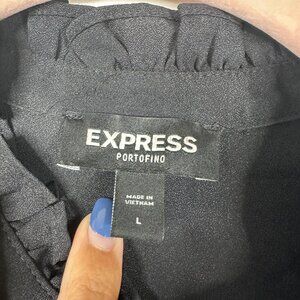 EXPRESS
PORTOFINO
MADE IN
VIETNAM
L